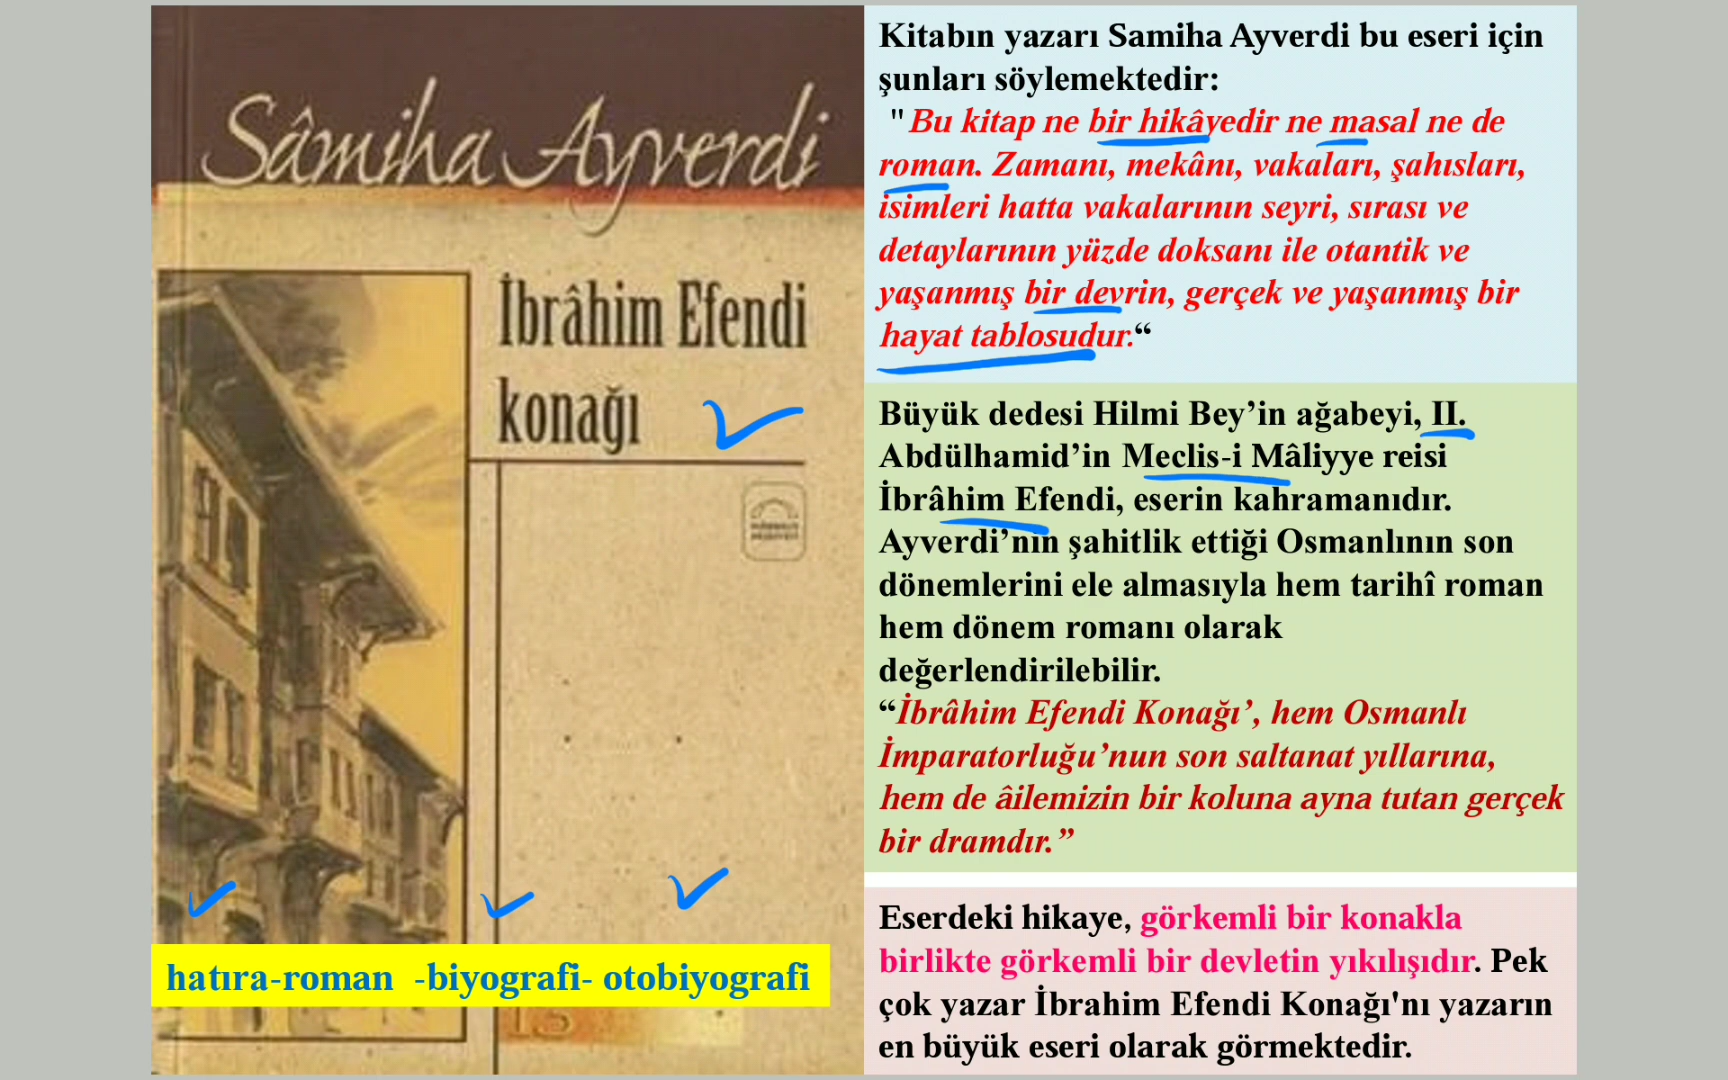 Sâmiha Ayverdi
İbrâhim Efendi
konağı
hatıra-roman -biyografi- otobiyografi
Kitabın yazarı Samiha Ayverdi bu eseri için
şunları söylemektedir:
"Bu kitap ne bir hikâyedir ne masal ne de
roman. Zamanı, mekânı, vakaları, şahısları,
isimleri hatta vakalarının seyri, sırası ve
detaylarının yüzde doksanı ile otantik ve
yaşanmış bir devrin, gerçek ve yaşanmış bir
hayat tablosudur.“
Büyük dedesi Hilmi Bey’in ağabeyi, II.
Abdülhamid’in Meclis-i Mâliyye reisi
İbrâhim Efendi, eserin kahramanıdır.
Ayverdi’nin şahitlik ettiği Osmanlının son
dönemlerini ele almasıyla hem tarihî roman
hem dönem romanı olarak
değerlendirilebilir.
“İbrâhim Efendi Konağı’, hem Osmanlı
İmparatorluğu’nun son saltanat yıllarına,
hem de âilemizin bir koluna ayna tutan gerçek
bir dramdır.”
Eserdeki hikaye, görkemli bir konakla
birlikte görkemli bir devletin yıkılışıdır. Pek
çok yazar İbrahim Efendi Konağı'nı yazarın
en büyük eseri olarak görmektedir.